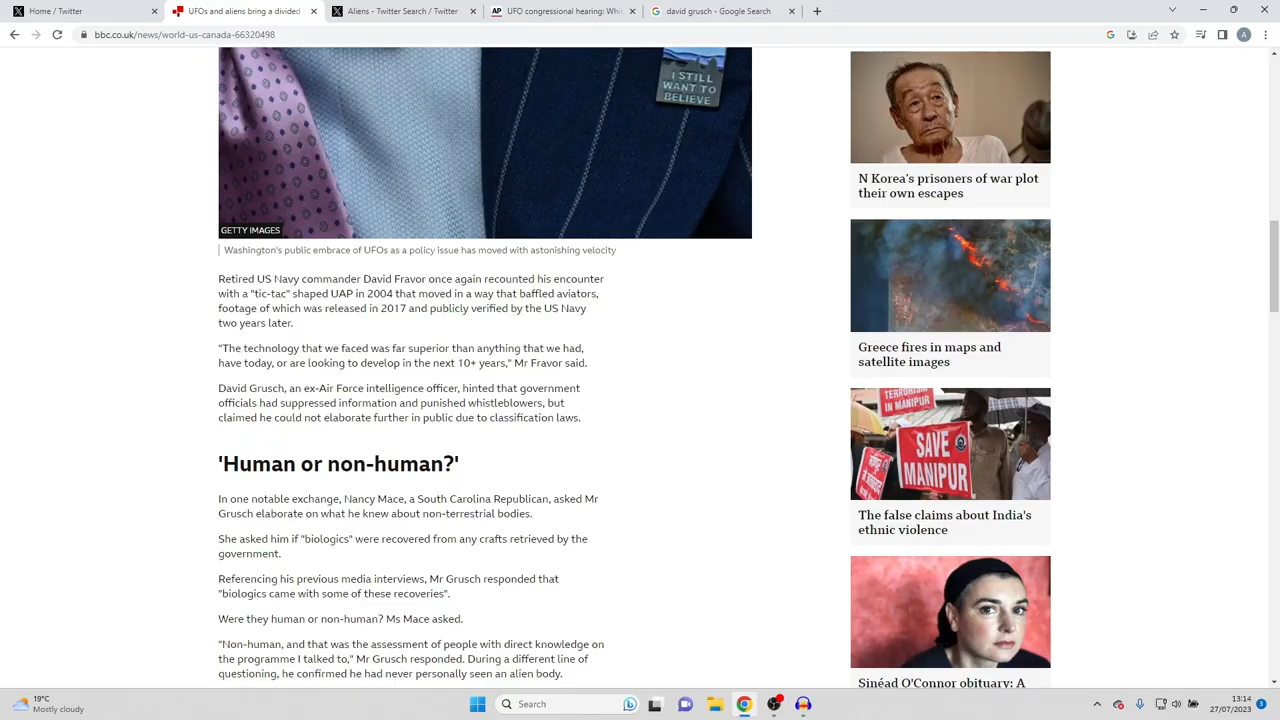 Home / Twitter
UFOs and aliens bring a divided
Aliens - Twitter Search / Twitter
AP
UFO congressional hearing: Whi
david grusch - Google Search
bbc.co.uk/news/world-us-canada-66320498
A
I STILL
WANT TO
BELIEVE
GETTY IMAGES
Washington's public embrace of UFOs as a policy issue has moved with astonishing velocity
Retired US Navy commander David Fravor once again recounted his encounter
with a "tic-tac" shaped UAP in 2004 that moved in a way that baffled aviators,
footage of which was released in 2017 and publicly verified by the US Navy
two years later.
"The technology that we faced was far superior than anything that we had,
have today, or are looking to develop in the next 10+ years," Mr Fravor said.
David Grusch, an ex-Air Force intelligence officer, hinted that government
officials had suppressed information and punished whistleblowers, but
claimed he could not elaborate further in public due to classification laws.
'Human or non-human?'
In one notable exchange, Nancy Mace, a South Carolina Republican, asked Mr
Grusch elaborate on what he knew about non-terrestrial bodies.
She asked him if "biologics" were recovered from any crafts retrieved by the
government.
Referencing his previous media interviews, Mr Grusch responded that
"biologics came with some of these recoveries".
Were they human or non-human? Ms Mace asked.
"Non-human, and that was the assessment of people with direct knowledge on
the programme I talked to," Mr Grusch responded. During a different line of
questioning, he confirmed he had never personally seen an alien body.
N Korea's prisoners of war plot
their own escapes
Greece fires in maps and
satellite images
TERRORISM
IN MANIPUR
SAVE
MANIPUR
The false claims about India's
ethnic violence
Sinéad O'Connor obituary: A
19°C
Mostly cloudy
Search
13:14
27/07/2023
3